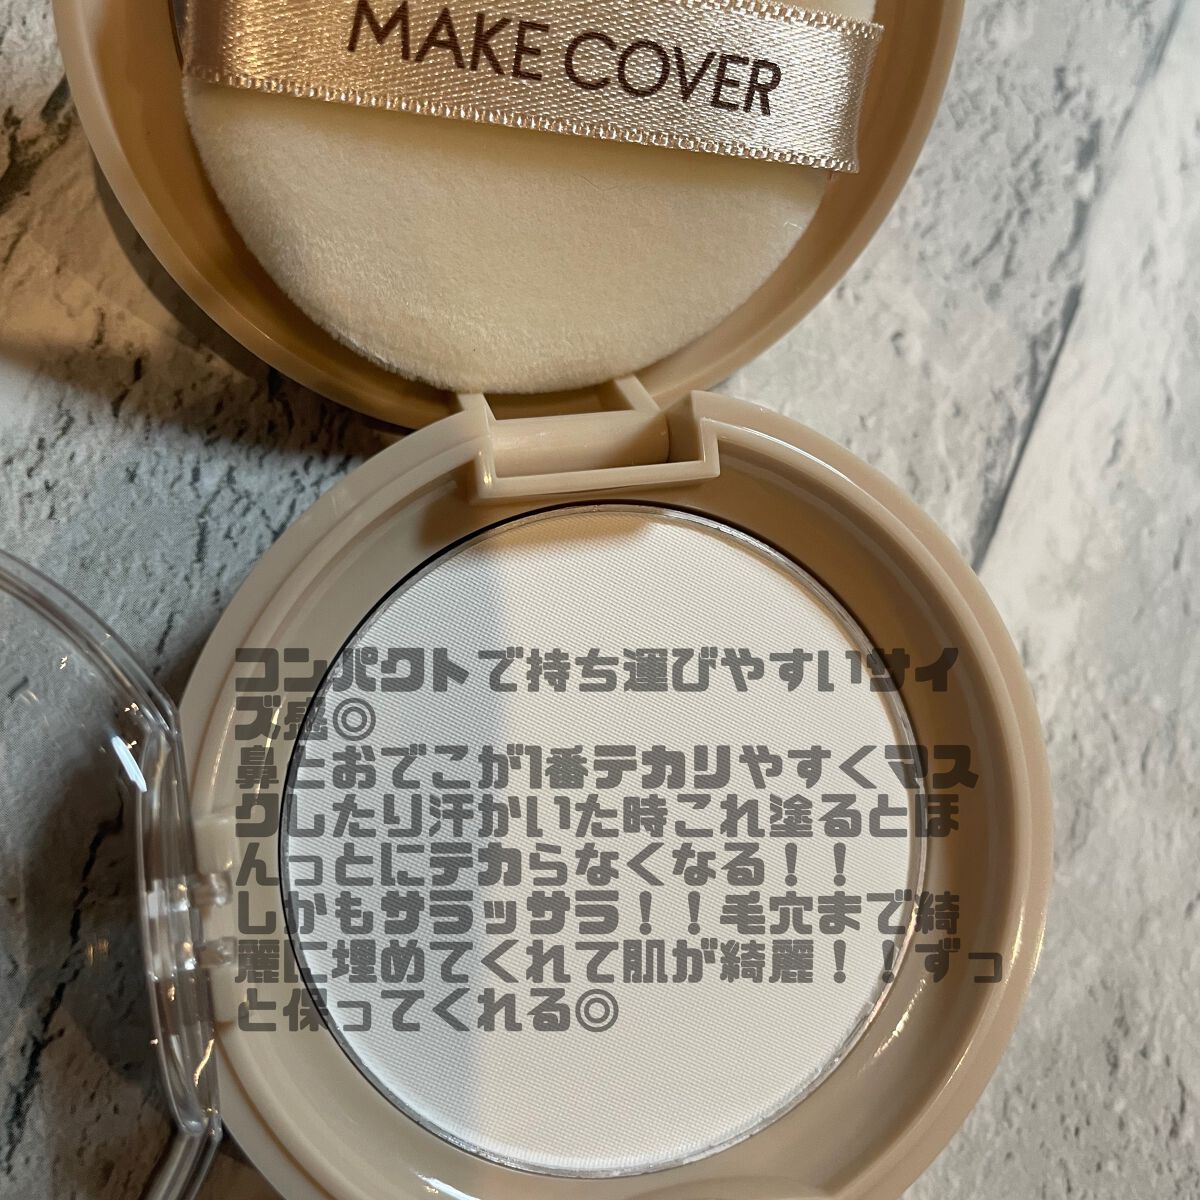 MAKE COVER
コンパクトで持ち運びやすいサイ
ズ感◎
鼻とおでこが1番テカリやすくマス
クしたり汗かいた時これ塗るとほ
んっとにテカらなくなる！！
しかもサラッサラ！！毛穴まで綺
麗に埋めてくれて肌が綺麗！！ずっ
と保ってくれる◎